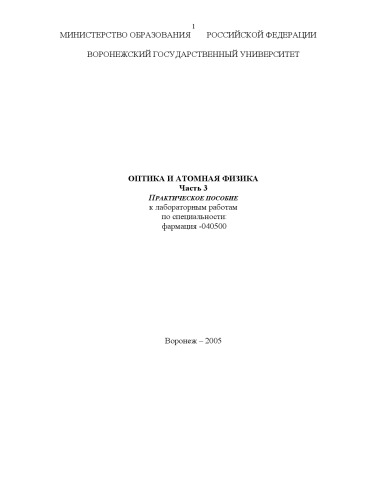 1
МИНИСТЕРСТВО ОБРАЗОВАНИЯ РОССИЙСКОЙ ФЕДЕРАЦИИ
ВОРОНЕЖСКИЙ ГОСУДАРСТВЕННЫЙ УНИВЕРСИТЕТ
ОПТИКА И АТОМНАЯ ФИЗИКА
Часть 3
ПРАКТИЧЕСКОЕ ПОСОБИЕ
к лабораторным работам
по специальности
фармация -040500
Воронеж – 2005